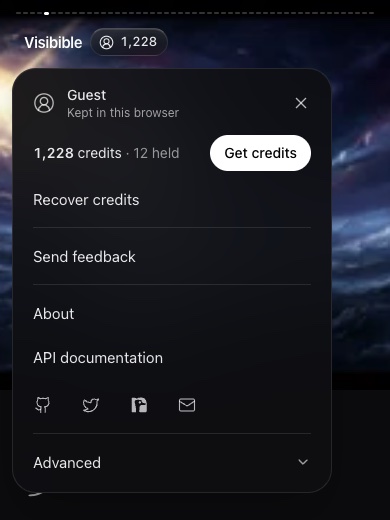 Visibible 1,228
Guest
Kept in this browser
1,228 credits · 12 held Get credits
Recover credits
Send feedback
About
API documentation
Advanced